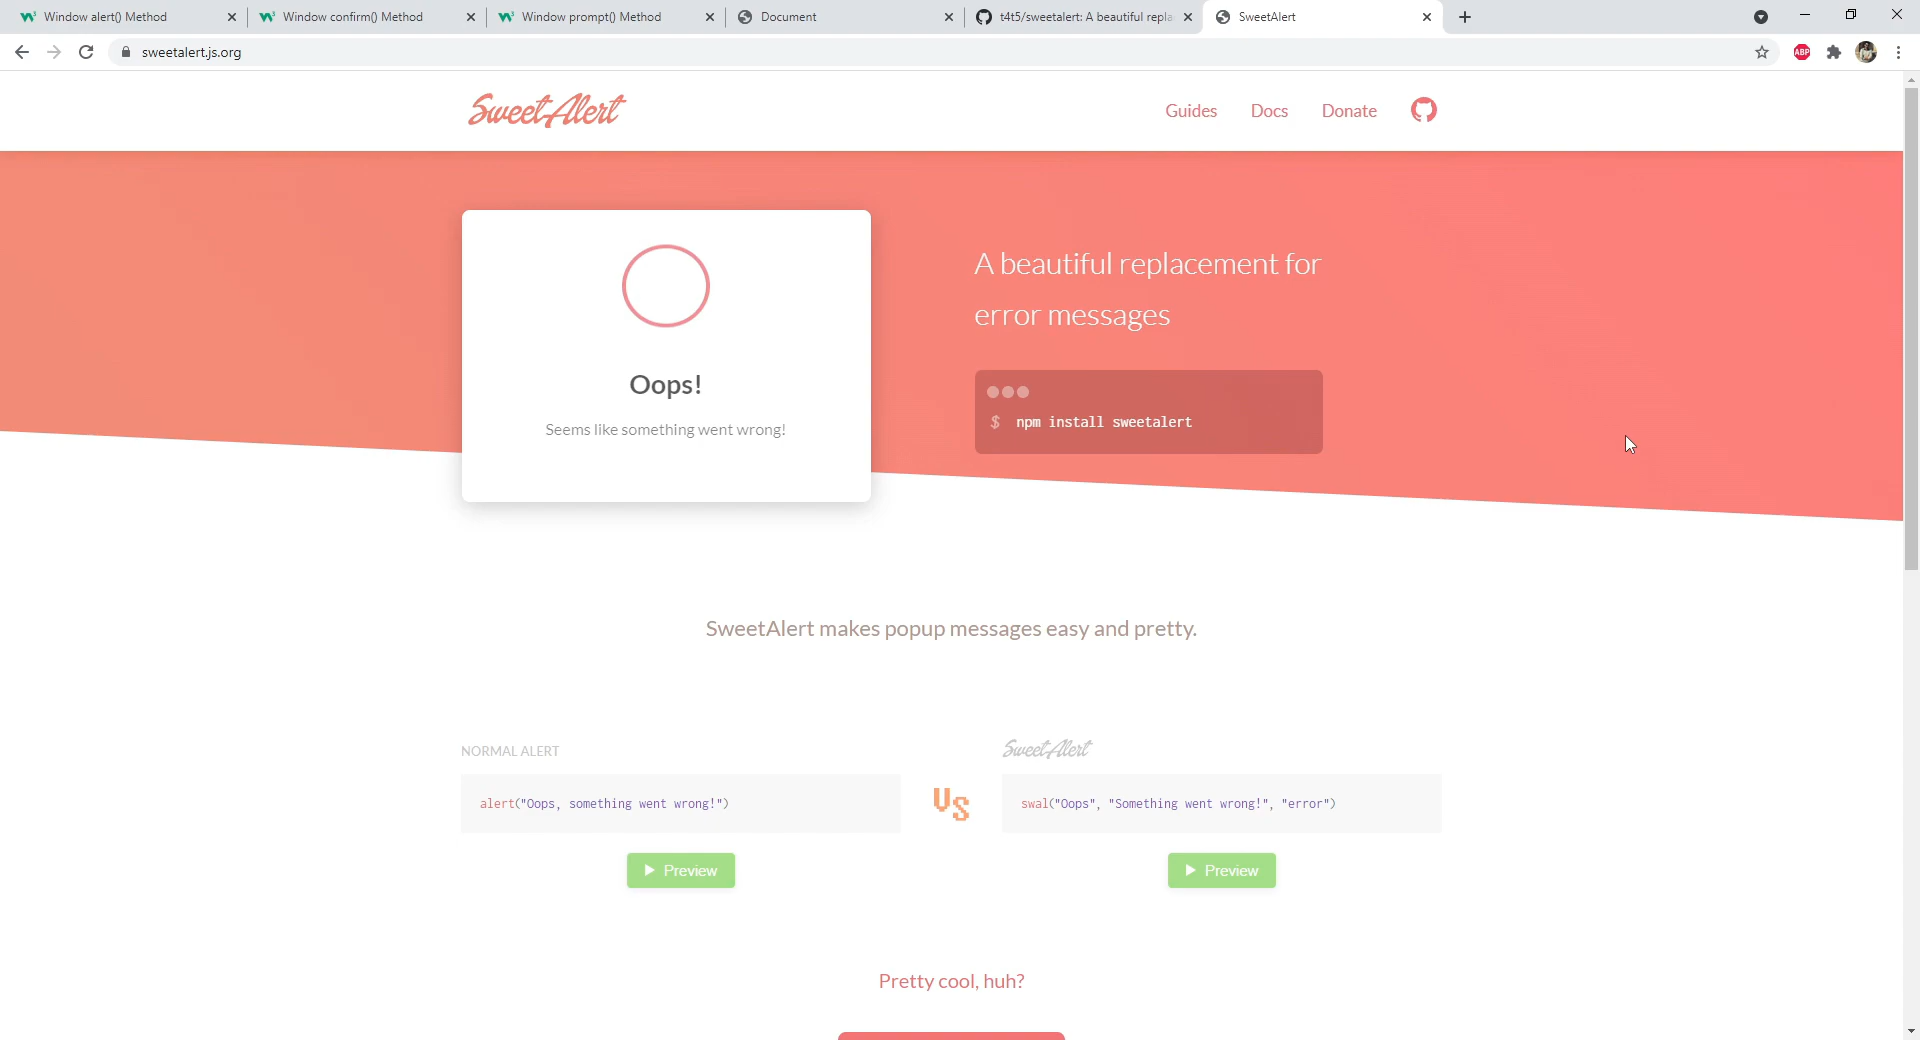 Window alert() Method
Window confirm() Method
Window prompt() Method
Document
t4t5/sweetalert: A beautiful repla
SweetAlert
sweetalert.js.org
ABP
SweetAlert
Guides
Docs
Donate
Oops!
Seems like something went wrong!
A beautiful replacement for
error messages
$ npm install sweetalert
SweetAlert makes popup messages easy and pretty.
NORMAL ALERT
alert("Oops, something went wrong!")
Preview
VS
SweetAlert
swal("Oops", "Something went wrong!", "error")
Preview
Pretty cool, huh?